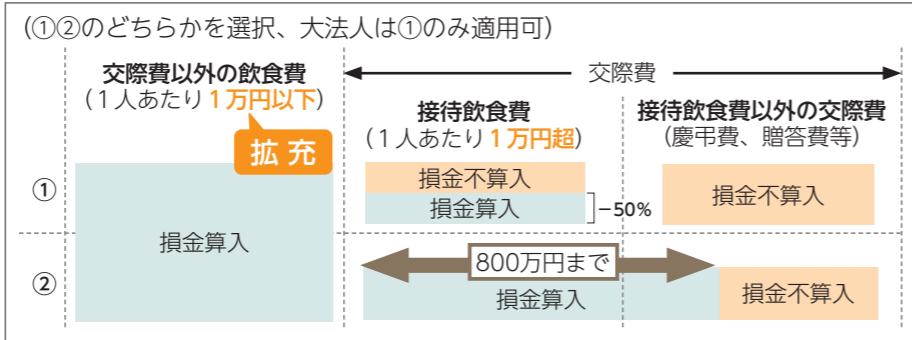 (①②のどちらかを選択、大法人は①のみ適用可)
交際費以外の飲食費
(1人あたり1万円以下)
拡充
交際費
接待飲食費
(1人あたり1万円超)
接待飲食費以外の交際費
(慶弔費、贈答費等)
①
損金算入
損金不算入
損金算入
50%
損金不算入
②
800万円まで
損金算入
損金不算入